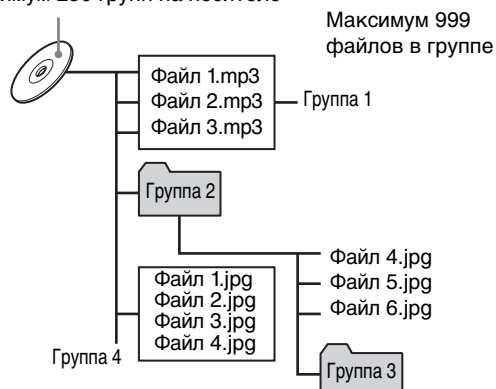 Максимум 999
файлов в группе
Файл 1.mp3
Файл 2.mp3
Файл 3.mp3
Группа 1
Группа 2
Файл 4.jpg
Файл 5.jpg
Файл 6.jpg
Файл 1.jpg
Файл 2.jpg
Файл 3.jpg
Файл 4.jpg
Группа 4
Группа 3